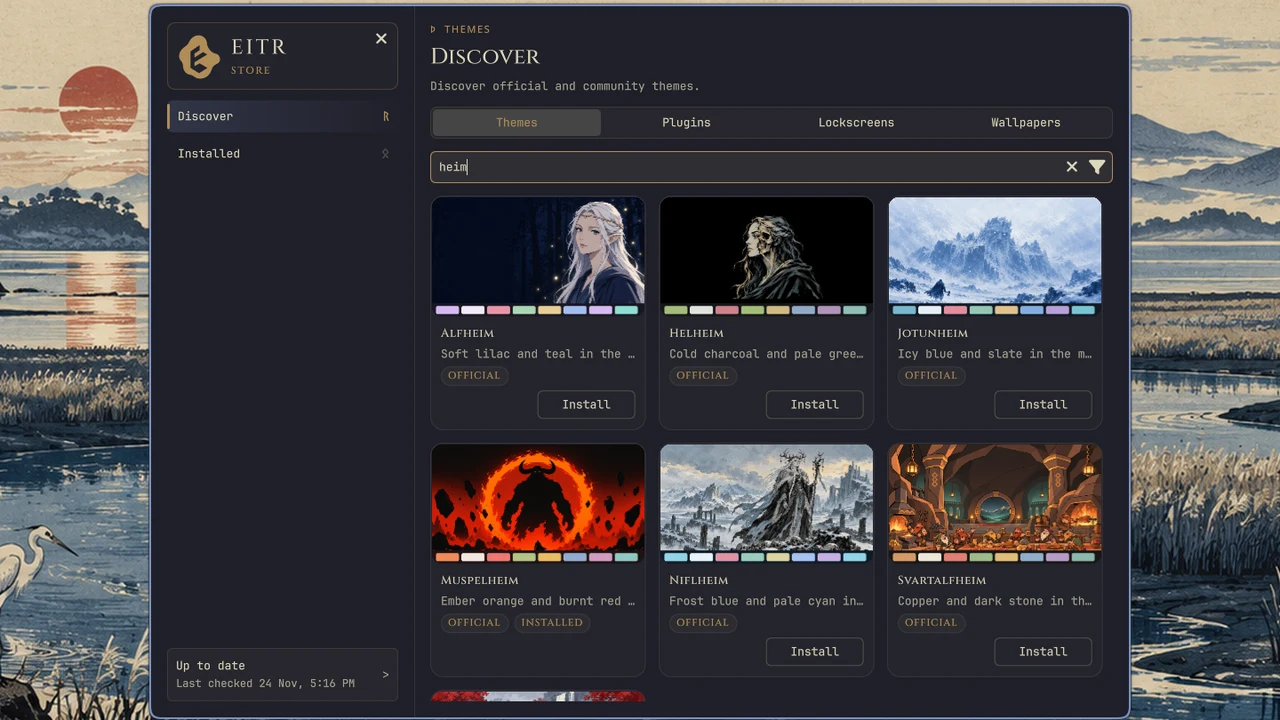 EITR
STORE
Discover
Installed
Up to date
Last checked 24 Nov, 5:16 PM
THEMES
Discover
Discover official and community themes.
Themes
Plugins
Lockscreens
Wallpapers
heim
Alfheim
Soft lilac and teal in the …
OFFICIAL
Install
Helheim
Cold charcoal and pale gree…
OFFICIAL
Install
Jotunheim
Icy blue and slate in the m…
OFFICIAL
Install
Muspelheim
Ember orange and burnt red …
OFFICIAL INSTALLED
Niflheim
Frost blue and pale cyan in…
OFFICIAL
Install
Svartalfheim
Copper and dark stone in th…
OFFICIAL
Install